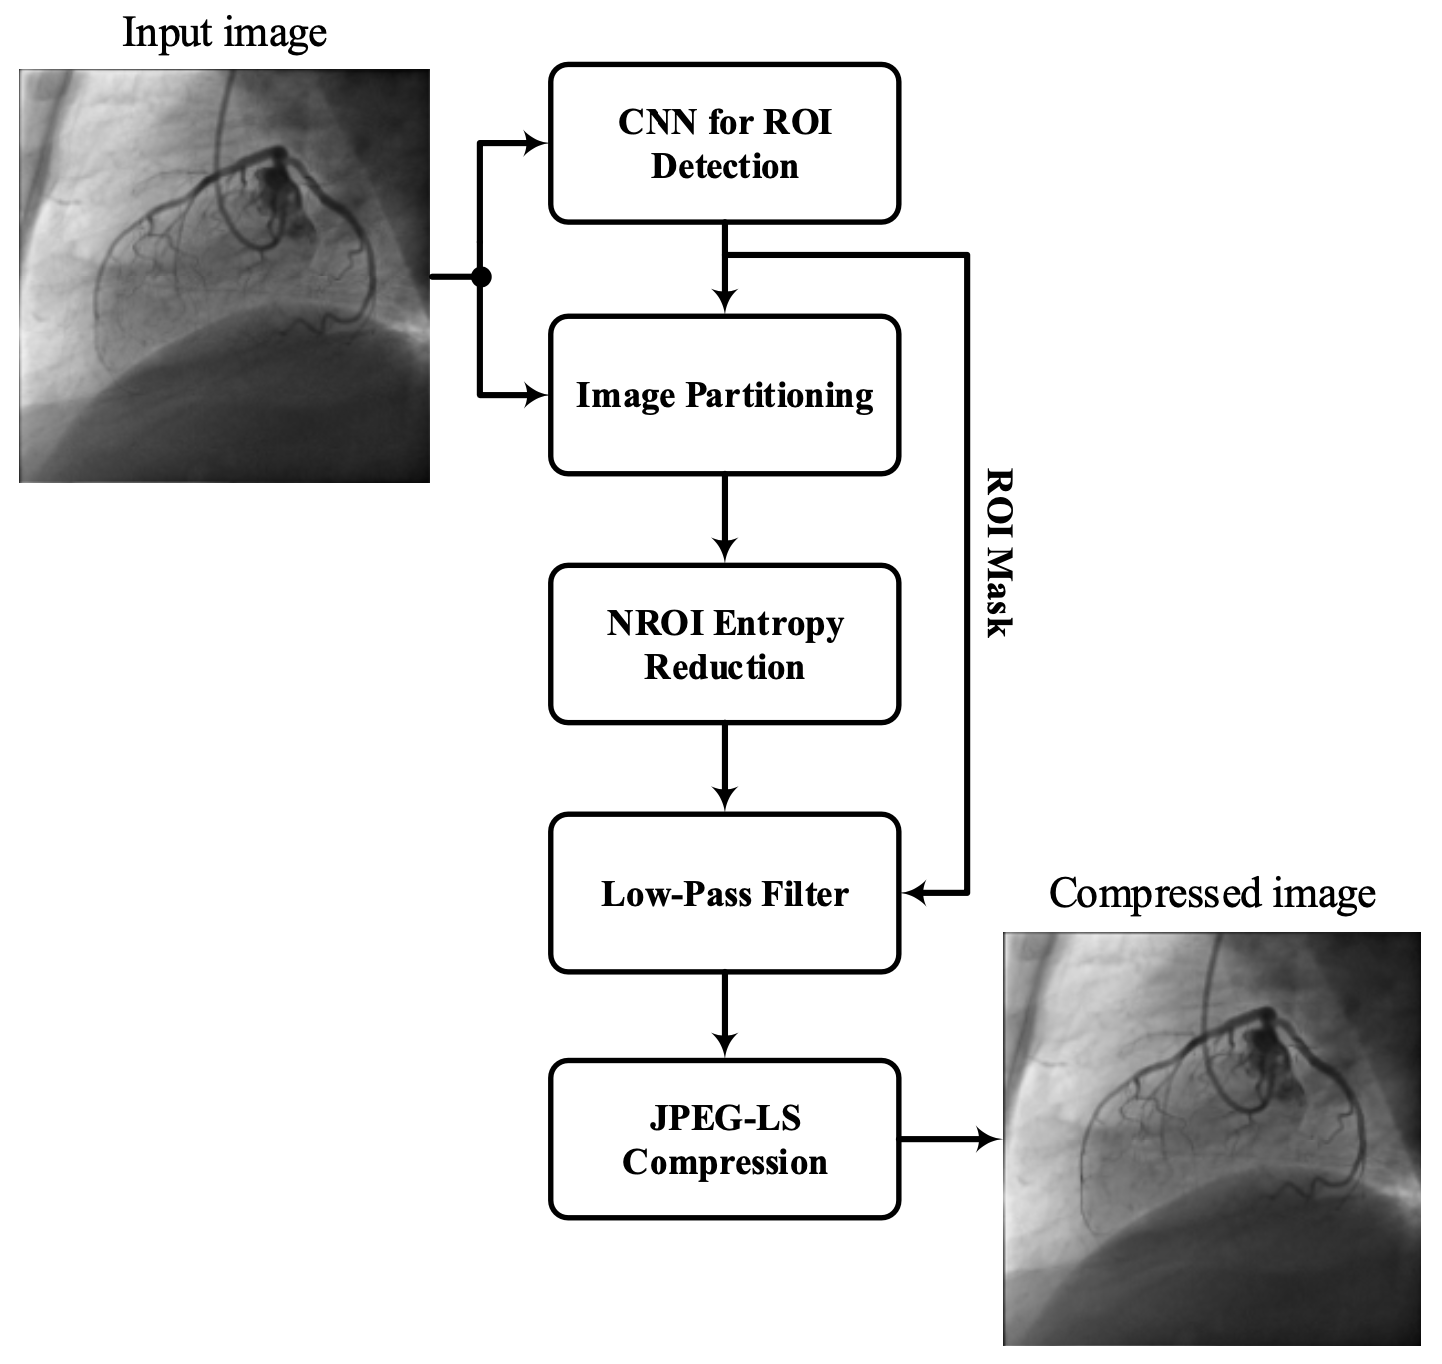 Input image
CNN for ROI
Detection
Image Partitioning
ROI Mask
NROI Entropy
Reduction
Low-Pass Filter
Compressed image
JPEG-LS
Compression